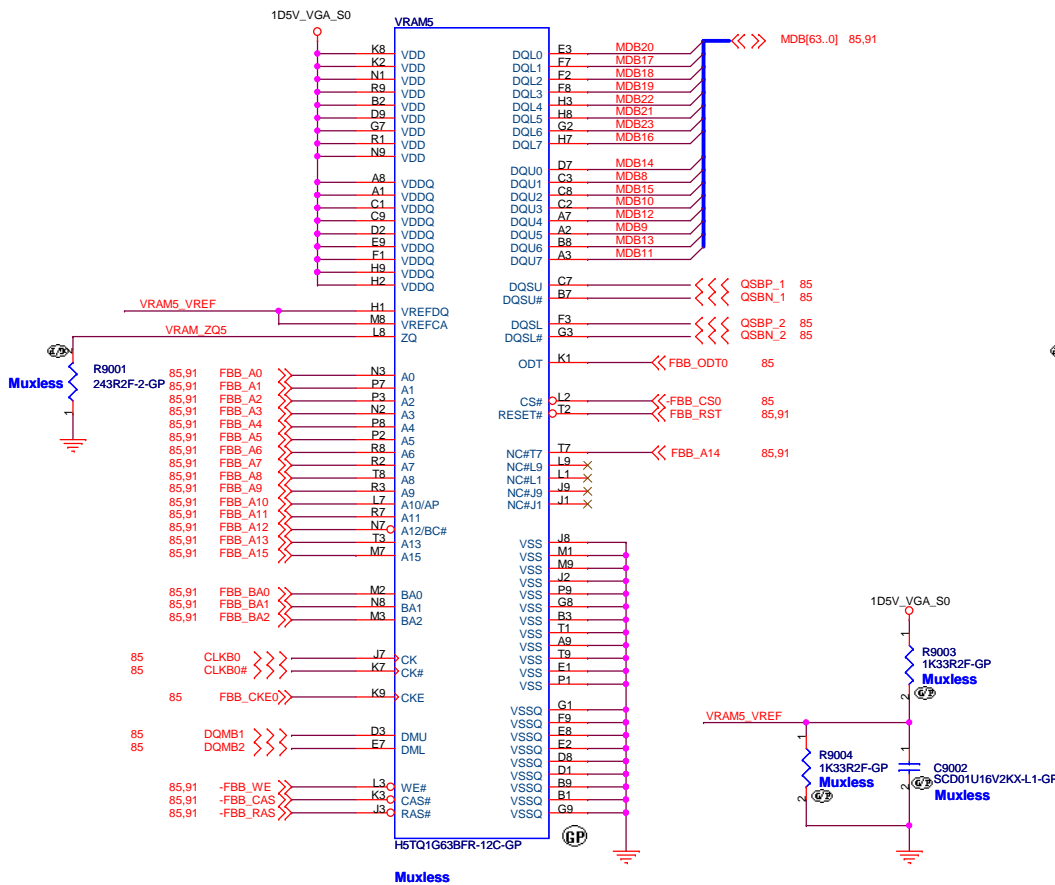 1D5V_VGA_S0
VRAM5
K8 VDD
K2 VDD
N1 VDD
R9 VDD
B2 VDD
D9 VDD
G7 VDD
R1 VDD
N9 VDD
A8 VDDQ
A1 VDDQ
C1 VDDQ
C9 VDDQ
D2 VDDQ
E9 VDDQ
F1 VDDQ
H9 VDDQ
H2 VDDQ
VRAM5_VREF H1 VREFDQ
M8 VREFCA
VRAM_ZQ5 L8 ZQ
R9001
243R2F-2-GP
Muxless
1
85,91 FBB_A0 N3 A0
85,91 FBB_A1 P7 A1
85,91 FBB_A2 P3 A2
85,91 FBB_A3 N2 A3
85,91 FBB_A4 P8 A4
85,91 FBB_A5 P2 A5
85,91 FBB_A6 R8 A6
85,91 FBB_A7 R2 A7
85,91 FBB_A8 T8 A8
85,91 FBB_A9 R3 A9
85,91 FBB_A10 L7 A10/AP
85,91 FBB_A11 R7 A11
85,91 FBB_A12 N7 A12/BC#
85,91 FBB_A13 T3 A13
85,91 FBB_A15 M7 A15
85,91 FBB_BA0 M2 BA0
85,91 FBB_BA1 N8 BA1
85,91 FBB_BA2 M3 BA2
85 CLKB0 J7 CK
85 CLKB0# K7 CK#
85 FBB_CKE0 K9 CKE
85 DQMB1 D3 DMU
85 DQMB2 E7 DML
85,91 -FBB_WE L3 WE#
85,91 -FBB_CAS K3 CAS#
85,91 -FBB_RAS J3 RAS#
DQL0 E3 MDB20
DQL1 F7 MDB17
DQL2 F2 MDB18
DQL3 F8 MDB19
DQL4 H3 MDB22
DQL5 H8 MDB21
DQL6 G2 MDB23
DQL7 H7 MDB16
MDB[63..0] 85,91
DQU0 D7 MDB14
DQU1 C3 MDB8
DQU2 C8 MDB15
DQU3 C2 MDB10
DQU4 A7 MDB12
DQU5 A2 MDB9
DQU6 B8 MDB13
DQU7 A3 MDB11
DQSU C7 QSBP_1 85
DQSU# B7 QSBN_1 85
DQSL F3 QSBP_2 85
DQSL# G3 QSBN_2 85
ODT K1 FBB_ODT0 85
CS# L2 -FBB_CS0 85
RESET# T2 FBB_RST 85,91
NC#T7 T7 FBB_A14 85,91
NC#L9 L9
NC#L1 L1
NC#J9 J9
NC#J1 J1
VSS J8
VSS M1
VSS M9
VSS J2
VSS P9
VSS G8
VSS B3
VSS T1
VSS A9
VSS T9
VSS E1
VSS P1
VSSQ G1
VSSQ F9
VSSQ E8
VSSQ E2
VSSQ D8
VSSQ D1
VSSQ B9
VSSQ B1
VSSQ G9
H5TQ1G63BFR-12C-GP
GP
Muxless
1D5V_VGA_S0
1
R9003
1K33R2F-GP
Muxless
2 G/P
VRAM5_VREF
1
R9004
1K33R2F-GP
Muxless
2 G/P
1
C9002
SCD01U16V2KX-L1-GP
2 G/P
Muxless